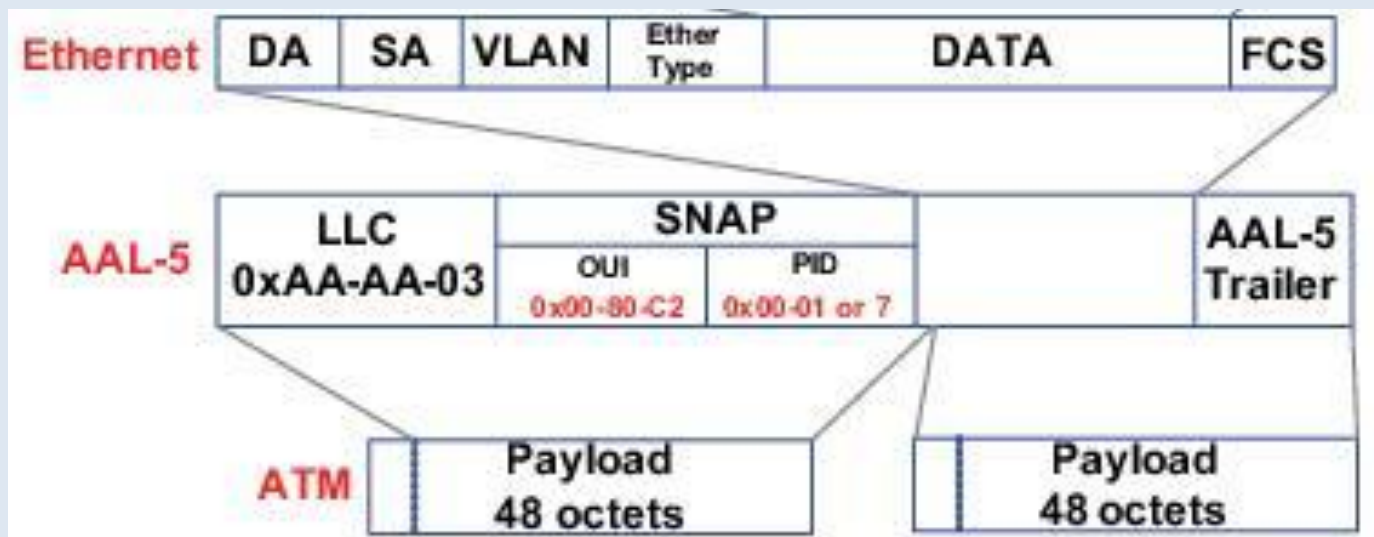 Ethernet DA SA VLAN Ether Type DATA FCS
AAL-5 LLC 0xAA-AA-03 SNAP AAL-5 Trailer
OUI PID
0x00-80-C2 0x00-01 or 7
ATM Payload 48 octets Payload 48 octets